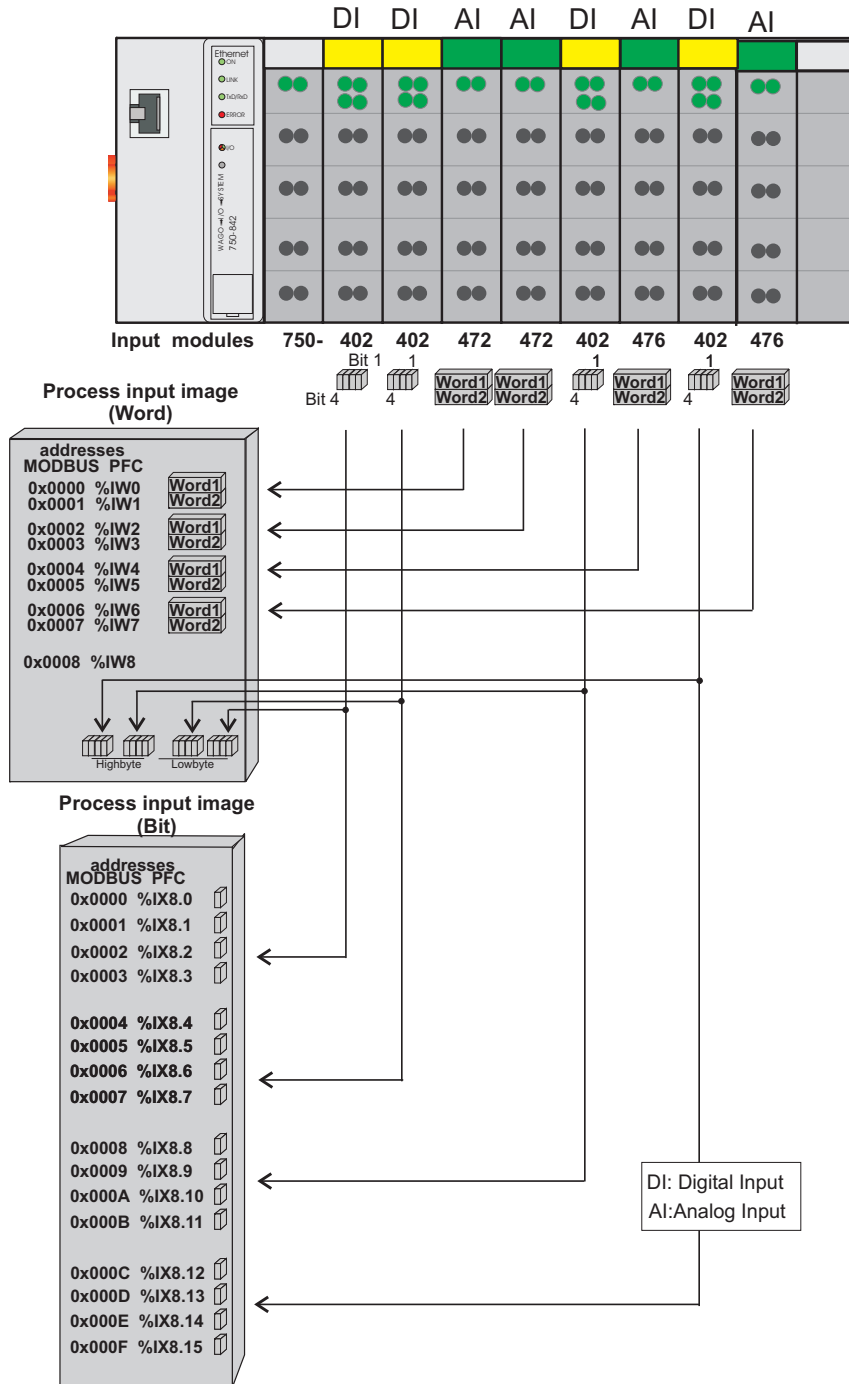 DI DI AI AI DI AI DI AI
Ethernet
ON
LINK
TxD/RxD
ERROR
I/O
WAGO I/O SYSTEM
750-842
Input modules 750- 402 402 472 472 402 476 402 476
Bit 1 1 1 1
Bit 4 4 4 4
Word1 Word1 Word1 Word1
Word2 Word2 Word2 Word2
Process input image
(Word)
addresses
MODBUS PFC
0x0000 %IW0 Word1
0x0001 %IW1 Word2
0x0002 %IW2 Word1
0x0003 %IW3 Word2
0x0004 %IW4 Word1
0x0005 %IW5 Word2
0x0006 %IW6 Word1
0x0007 %IW7 Word2
0x0008 %IW8
Highbyte Lowbyte
Process input image
(Bit)
addresses
MODBUS PFC
0x0000 %IX8.0
0x0001 %IX8.1
0x0002 %IX8.2
0x0003 %IX8.3
0x0004 %IX8.4
0x0005 %IX8.5
0x0006 %IX8.6
0x0007 %IX8.7
0x0008 %IX8.8
0x0009 %IX8.9
0x000A %IX8.10
0x000B %IX8.11
0x000C %IX8.12
0x000D %IX8.13
0x000E %IX8.14
0x000F %IX8.15
DI: Digital Input
AI:Analog Input